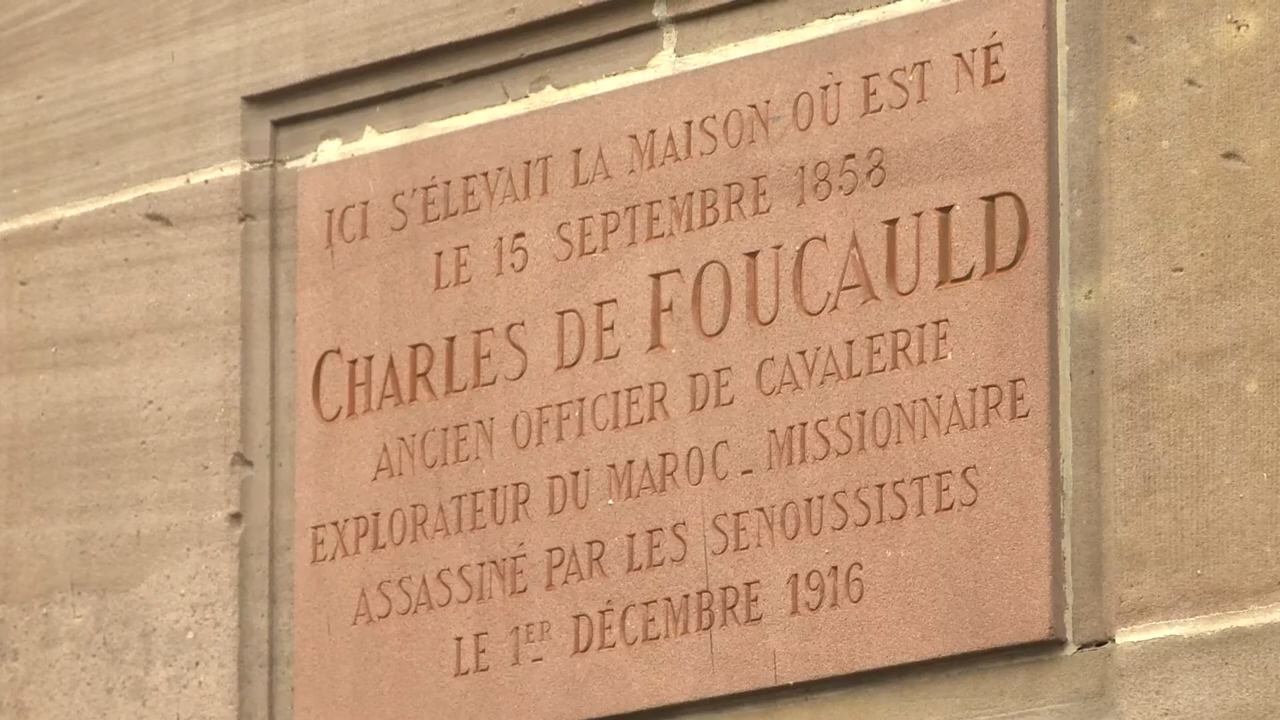 ICI S'ÉLEVAIT LA MAISON OÙ EST NÉ
LE 15 SEPTEMBRE 1858
CHARLES DE FOUCAULD
ANCIEN OFFICIER DE CAVALERIE
EXPLORATEUR DU MAROC - MISSIONNAIRE
ASSASSINÉ PAR LES SENOUSSISTES
LE 1ER DÉCEMBRE 1916